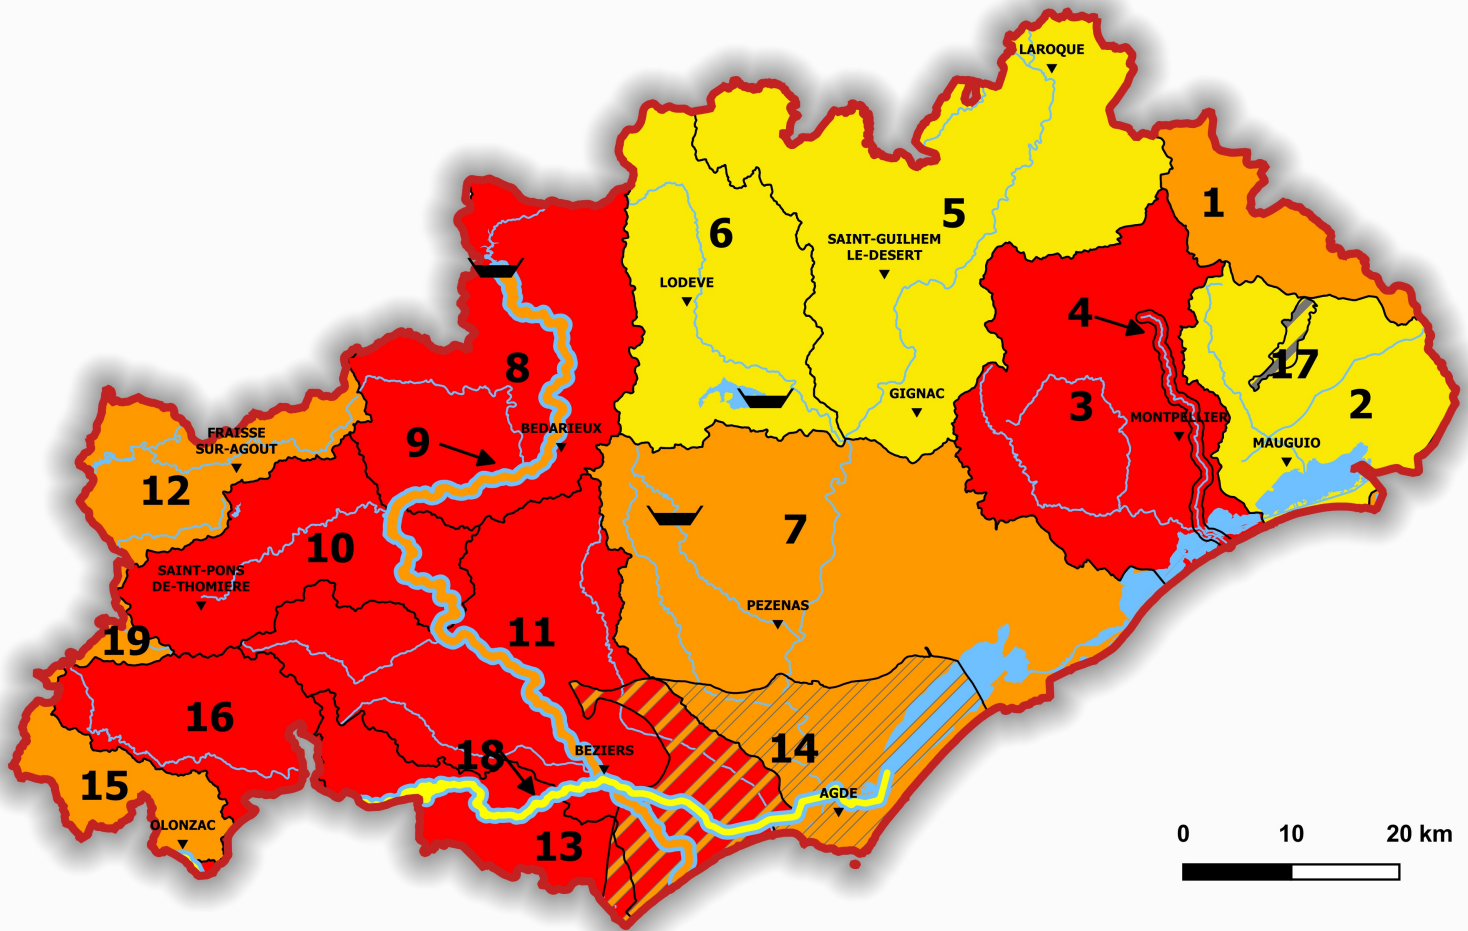 LAROQUE
1
5
6
SAINT-GUILHEM
LE-DESERT
LODEVE
4
8
17
GIGNAC
3
2
MONTPELLIER
BEDARIEUX
FRAISSE
SUR-AGOUT
9
MAUGUIO
12
7
10
SAINT-PONS
DE-THOMIERE
PEZENAS
11
19
16
14
BEZIERS
18
15
AGDE
OLONZAC
13
0 10 20 km